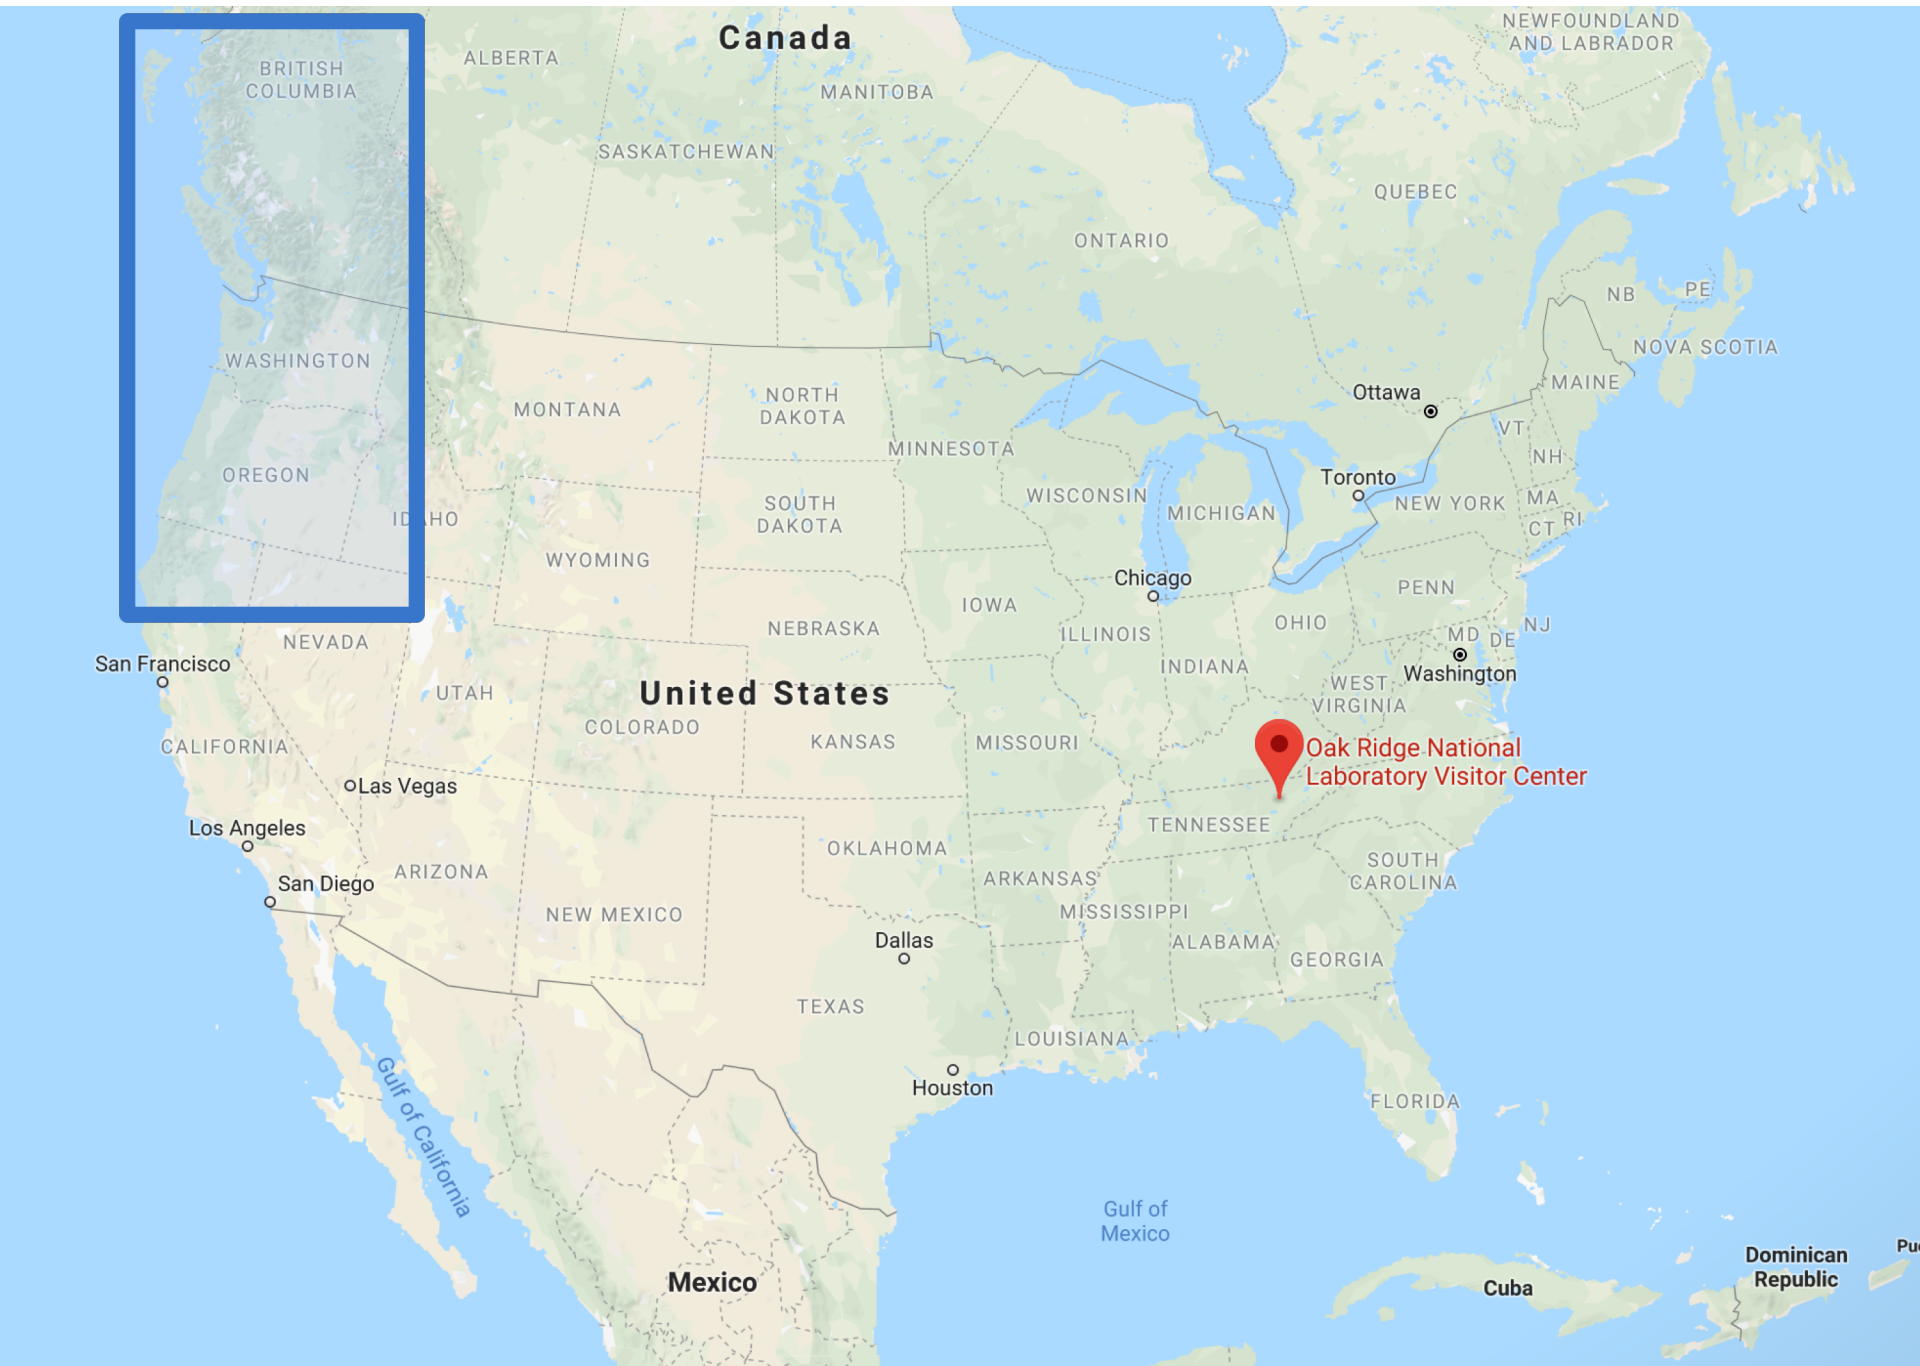 Canada
NEWFOUNDLAND
AND LABRADOR
ALBERTA
BRITISH
COLUMBIA
MANITOBA
SASKATCHEWAN
QUEBEC
ONTARIO
NB
PE
NOVA SCOTIA
WASHINGTON
MAINE
Ottawa
MONTANA
NORTH
DAKOTA
VT
MINNESOTA
NH
OREGON
Toronto
WISCONSIN
NEW YORK
MA
SOUTH
DAKOTA
MICHIGAN
IDAHO
CT
RI
WYOMING
Chicago
PENN
IOWA
OHIO
NJ
NEBRASKA
ILLINOIS
MD
DE
NEVADA
San Francisco
INDIANA
Washington
UTAH
United States
WEST
VIRGINIA
COLORADO
KANSAS
MISSOURI
CALIFORNIA
Oak Ridge National
Laboratory Visitor Center
Las Vegas
Los Angeles
TENNESSEE
OKLAHOMA
ARIZONA
SOUTH
CAROLINA
San Diego
ARKANSAS
NEW MEXICO
MISSISSIPPI
Dallas
ALABAMA
GEORGIA
TEXAS
LOUISIANA
Houston
FLORIDA
Gulf of California
Gulf of
Mexico
Mexico
Cuba
Dominican
Republic
Pue